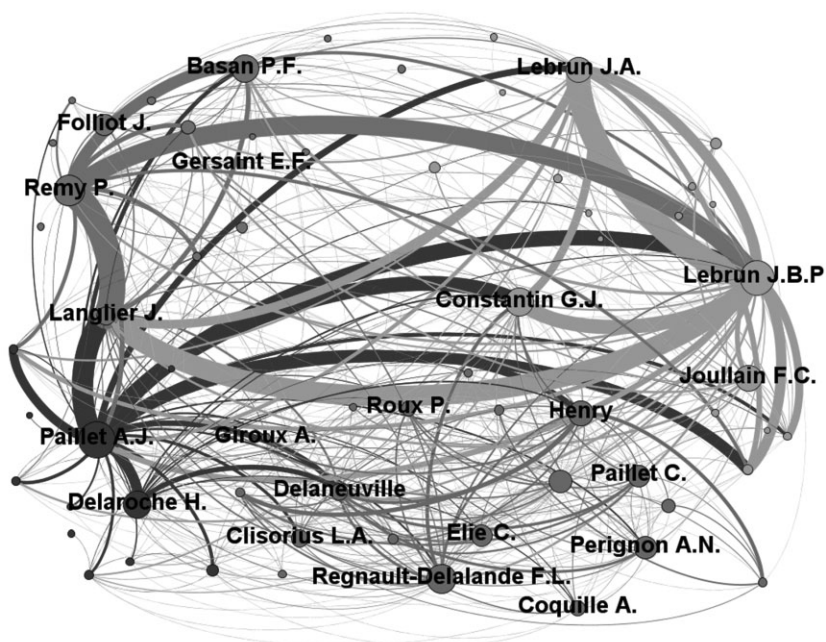 Basan P.F.
Lebrun J.A.
Folliot J.
Gersaint E.F.
Remy P.
Lebrun J.B.P
Constantin G.J.
Langlier J.
Joullain F.C.
Roux P.
Henry
Paillet A.J.
Giroux A.
Paillet C.
Delaneuville
Delaroche H.
Clisorius L.A.
Elie C.
Perignon A.N.
Regnault-Delalande F.L.
Coquille A.